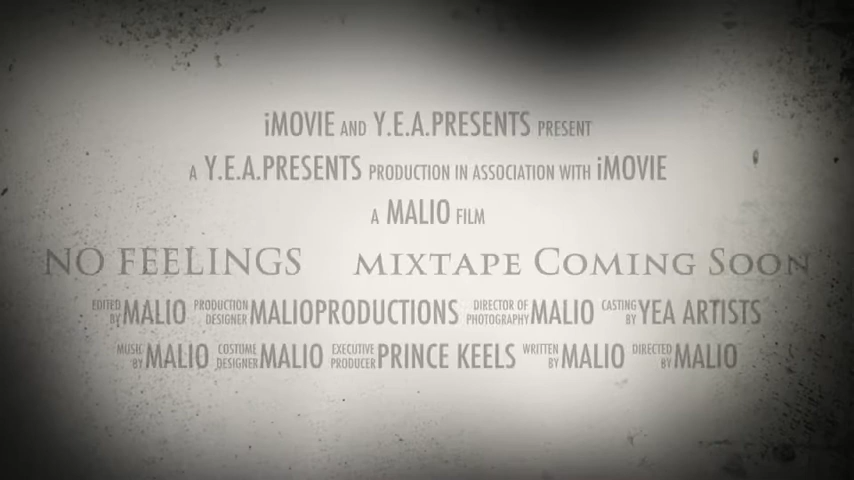 iMOVIE AND Y.E.A.PRESENTS PRESENT
A Y.E.A.PRESENTS PRODUCTION IN ASSOCIATION WITH iMOVIE
A MALIO FILM
NO FEELINGS MIXTAPE COMING SOON
EDITED BY MALIO PRODUCTION DESIGNER MALIOPRODUCTIONS DIRECTOR OF PHOTOGRAPHY MALIO CASTING BY YEA ARTISTS
MUSIC BY MALIO COSTUME DESIGNER MALIO EXECUTIVE PRODUCER PRINCE KEELS WRITTEN BY MALIO DIRECTED BY MALIO